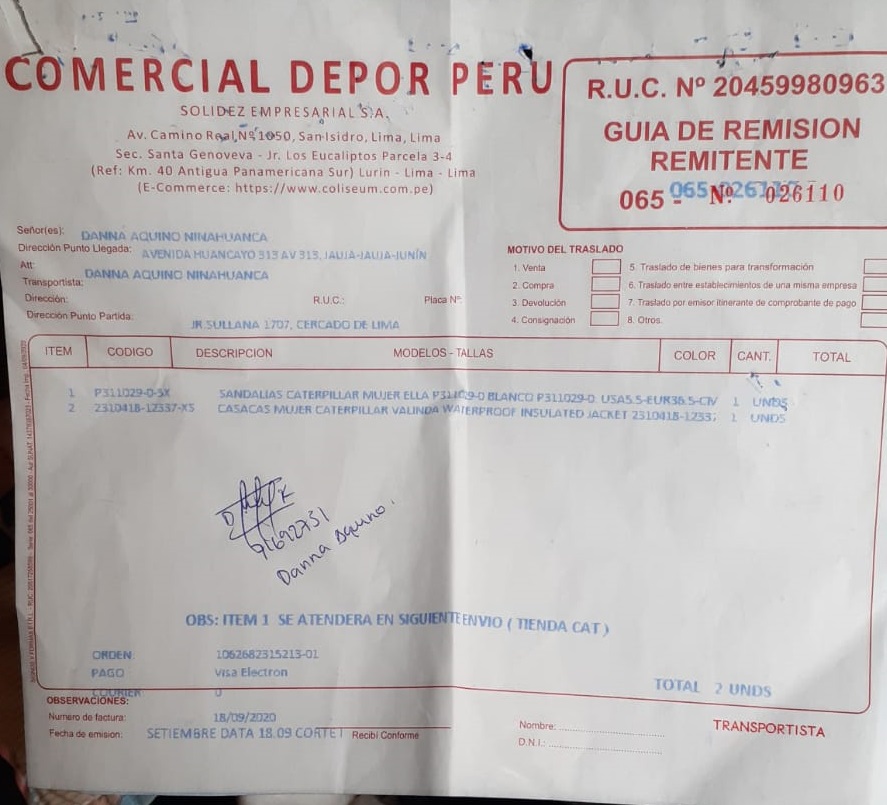 COMERCIAL DEPOR PERU
SOLIDEZ EMPRESARIAL S.A.
Av. Camino Real Nº 1050, San Isidro, Lima, Lima
Sec. Santa Genoveva - Jr. Los Eucaliptos Parcela 3-4
(Ref: Km. 40 Antigua Panamericana Sur) Lurin - Lima - Lima
(E-Commerce: https://www.coliseum.com.pe)
R.U.C. Nº 20459980963
GUIA DE REMISION
REMITENTE
065 - Nº 026110
Señor(es): DANNA AQUINO NINAHUANCA
Dirección Punto Llegada: AVENIDA HUANCAYO 313 AV 313, JAUJA-JAUJA-JUNÍN
Att:
DANNA AQUINO NINAHUANCA
Transportista:
Dirección: R.U.C.: Placa Nº:
Dirección Punto Partida: JR SULLANA 1707, CERCADO DE LIMA
MOTIVO DEL TRASLADO
1. Venta 5. Traslado de bienes para transformación
2. Compra 6. Traslado entre establecimientos de una misma empresa
3. Devolución 7. Traslado por emisor itinerante de comprobante de pago
4. Consignación 8. Otros.
ITEM CODIGO DESCRIPCION MODELOS - TALLAS COLOR CANT. TOTAL
1 P311029-0-5X SANDALIAS CATERPILLAR MUJER ELLA P311029-0 BLANCO P311029-0 USA5.5-EUR36.5-CIV 1 UNDS
2 2310418-12337-XS CASACAS MUJER CATERPILLAR VALINDA WATERPROOF INSULATED JACKET 2310418-1233; 1 UNDS
71692751
Danna Aquino.
OBS: ITEM 1 SE ATENDERA EN SIGUIENTE ENVIO ( TIENDA CAT )
ORDEN: 1062682315213-01
PAGO Visa Electron
COURIER 0
TOTAL 2 UNDS
OBSERVACIONES:
Numero de factura: 18/09/2020
Fecha de emision: SETIEMBRE DATA 18.09 CORTE 1 Recibi Conforme
Nombre:
D.N.I.:
TRANSPORTISTA